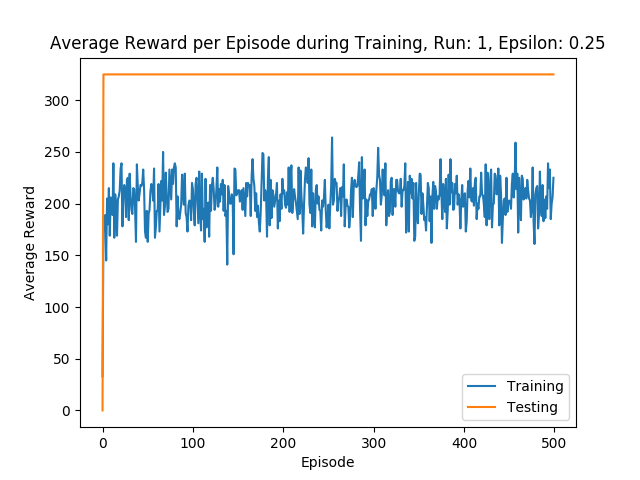 Average Reward per Episode during Training, Run: 1, Epsilon: 0.25
Average Reward
300
250
200
150
100
50
0
0 100 200 300 400 500
Episode
Training
Testing